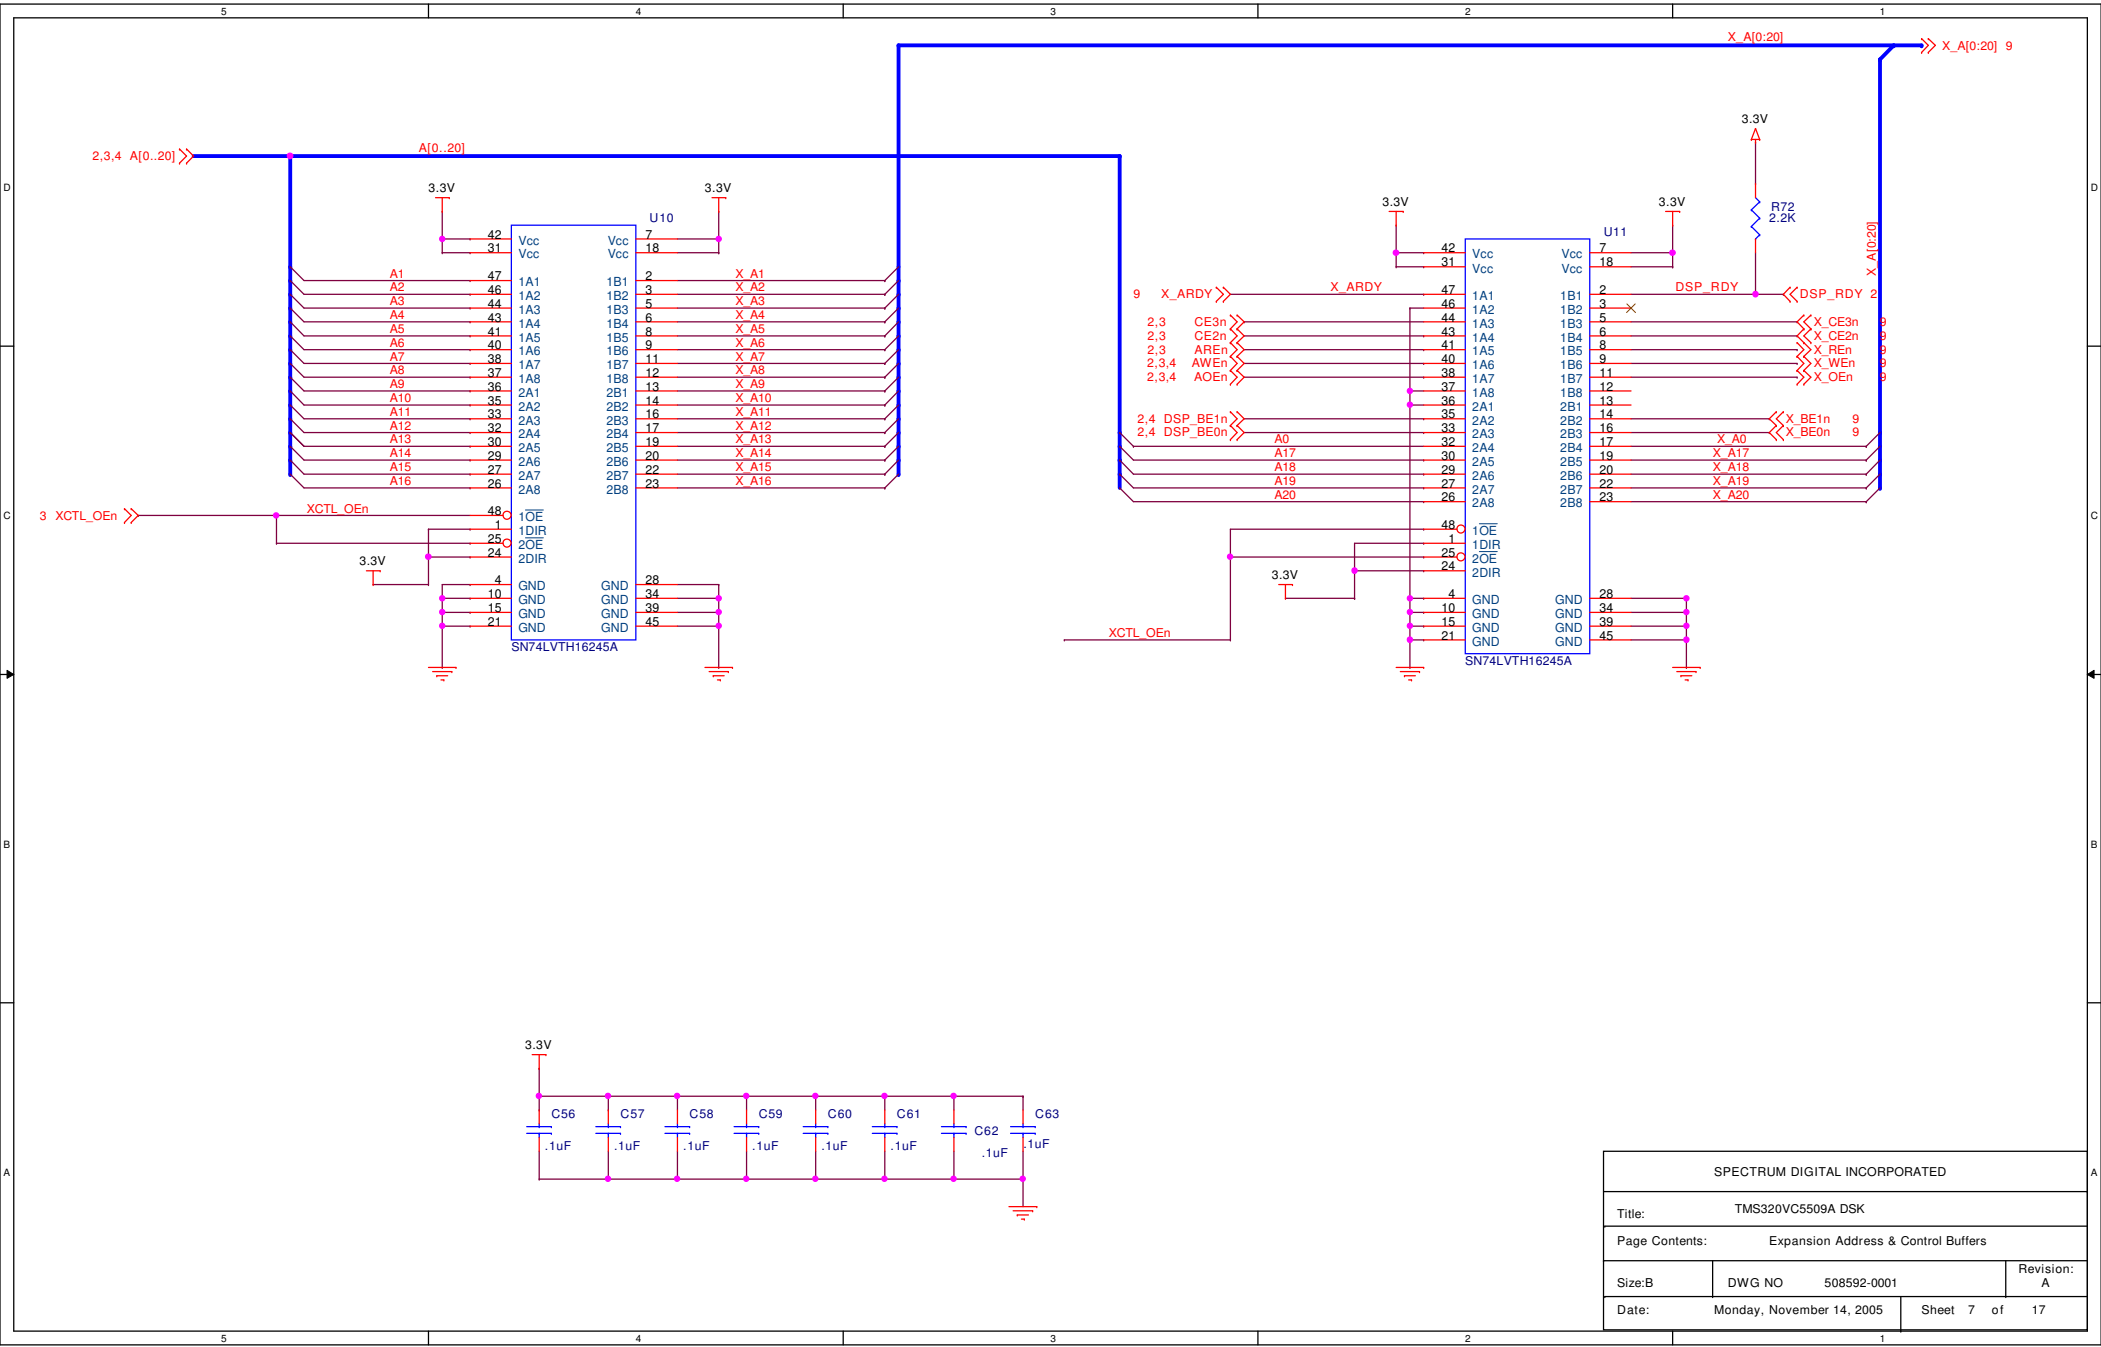 5 4 3 2 1
X_A[0:20]
X_A[0:20] 9
3.3V
2,3,4 A[0..20]
A[0..20]
D D
3.3V 3.3V
3.3V 3.3V
R72
2.2K
U10
U11
X_A[0:20]
42 Vcc Vcc 7
31 Vcc Vcc 18
A1 47 1A1 1B1 2 X_A1
A2 46 1A2 1B2 3 X_A2
A3 44 1A3 1B3 5 X_A3
A4 43 1A4 1B4 6 X_A4
A5 41 1A5 1B5 8 X_A5
A6 40 1A6 1B6 9 X_A6
A7 38 1A7 1B7 11 X_A7
A8 37 1A8 1B8 12 X_A8
A9 36 2A1 2B1 13 X_A9
A10 35 2A2 2B2 14 X_A10
A11 33 2A3 2B3 16 X_A11
A12 32 2A4 2B4 17 X_A12
A13 30 2A5 2B5 19 X_A13
A14 29 2A6 2B6 20 X_A14
A15 27 2A7 2B7 22 X_A15
A16 26 2A8 2B8 23 X_A16
3 XCTL_OEn XCTL_OEn 48 1OE
1 1DIR
25 2OE
24 2DIR
3.3V
4 GND GND 28
10 GND GND 34
15 GND GND 39
21 GND GND 45
SN74LVTH16245A
42 Vcc Vcc 7
31 Vcc Vcc 18
9 X_ARDY X_ARDY 47 1A1 1B1 2 DSP_RDY DSP_RDY 2
46 1A2 1B2 3
2,3 CE3n 44 1A3 1B3 5 X_CE3n 9
2,3 CE2n 43 1A4 1B4 6 X_CE2n 9
2,3 AREn 41 1A5 1B5 8 X_REn 9
2,3,4 AWEn 40 1A6 1B6 9 X_WEn 9
2,3,4 AOEn 38 1A7 1B7 11 X_OEn 9
37 1A8 1B8 12
36 2A1 2B1 13
2,4 DSP_BE1n 35 2A2 2B2 14 X_BE1n 9
2,4 DSP_BE0n 33 2A3 2B3 16 X_BE0n 9
A0 32 2A4 2B4 17 X_A0
A17 30 2A5 2B5 19 X_A17
A18 29 2A6 2B6 20 X_A18
A19 27 2A7 2B7 22 X_A19
A20 26 2A8 2B8 23 X_A20
48 1OE
1 1DIR
25 2OE
24 2DIR
3.3V
XCTL_OEn
4 GND GND 28
10 GND GND 34
15 GND GND 39
21 GND GND 45
SN74LVTH16245A
C C
B B
3.3V
C56 C57 C58 C59 C60 C61 C62 C63
.1uF .1uF .1uF .1uF .1uF .1uF .1uF .1uF
A A
SPECTRUM DIGITAL INCORPORATED
Title: TMS320VC5509A DSK
Page Contents: Expansion Address & Control Buffers
Size:B DWG NO 508592-0001 Revision: A
Date: Monday, November 14, 2005 Sheet 7 of 17
5 4 3 2 1